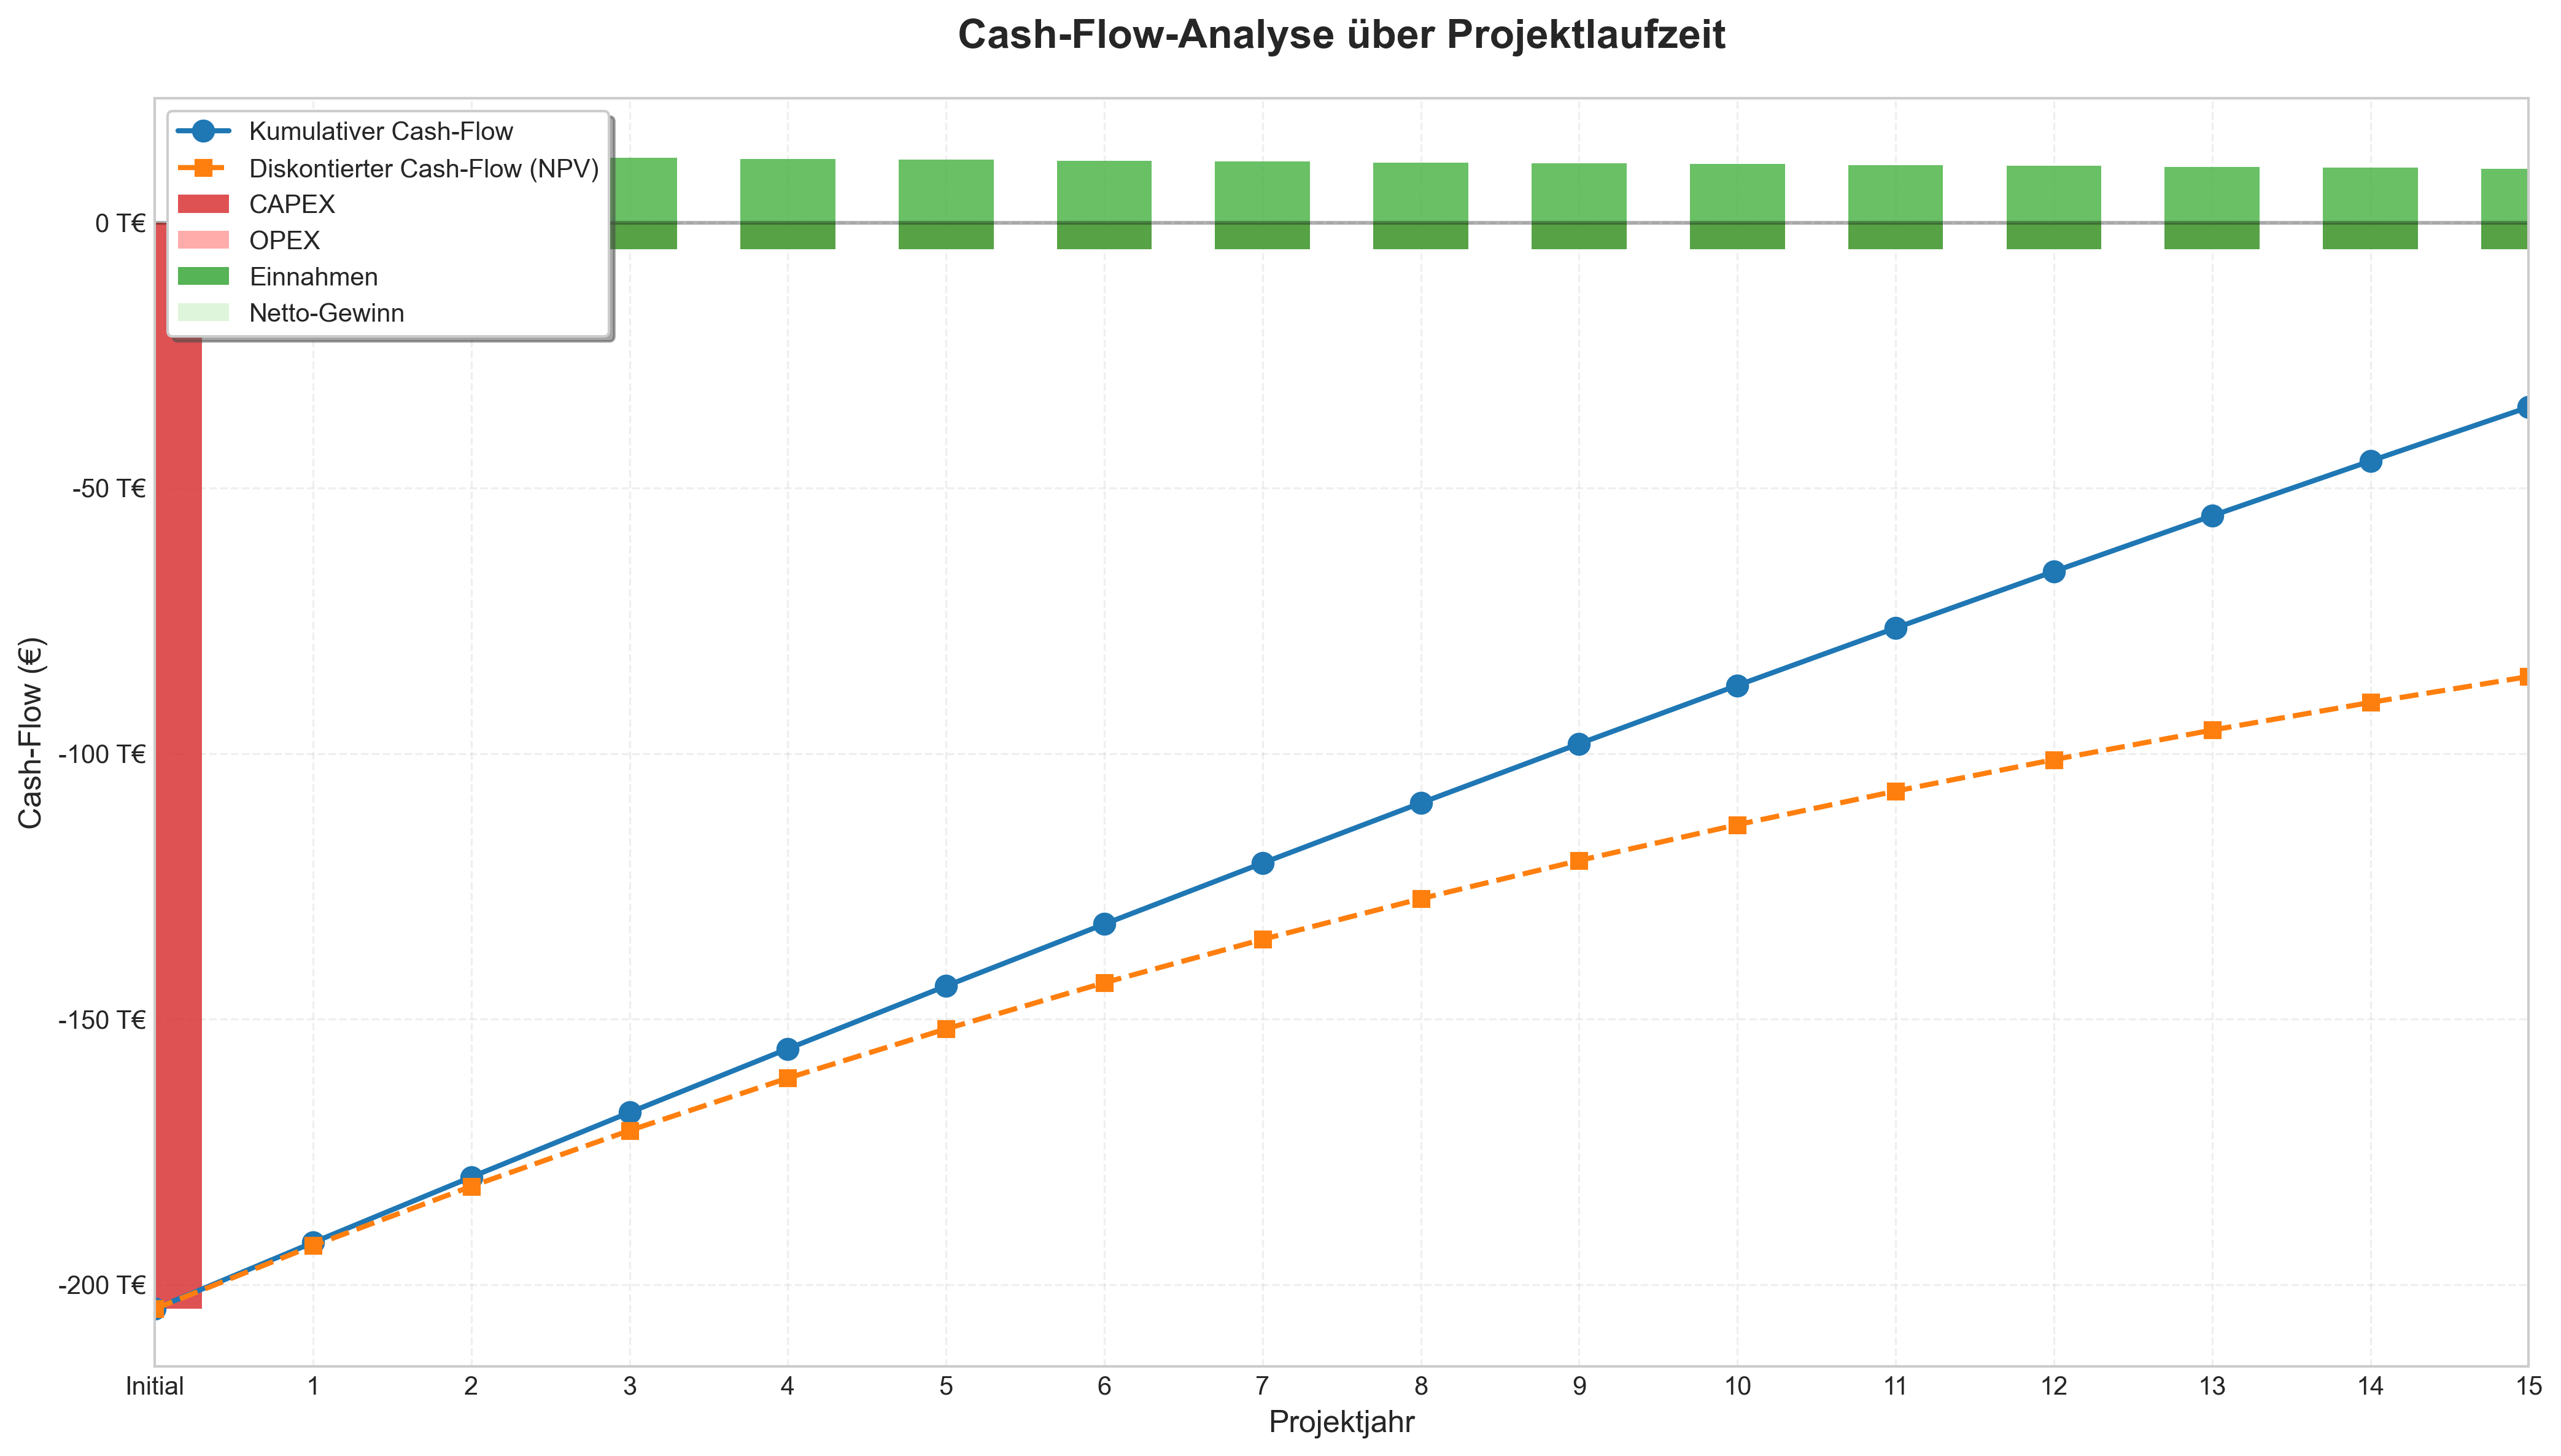 Cash-Flow-Analyse über Projektlaufzeit
Kumulativer Cash-Flow
Diskontierter Cash-Flow (NPV)
CAPEX
OPEX
Einnahmen
Netto-Gewinn
Cash-Flow (€)
0 T€
-50 T€
-100 T€
-150 T€
-200 T€
Initial 1 2 3 4 5 6 7 8 9 10 11 12 13 14 15
Projektjahr